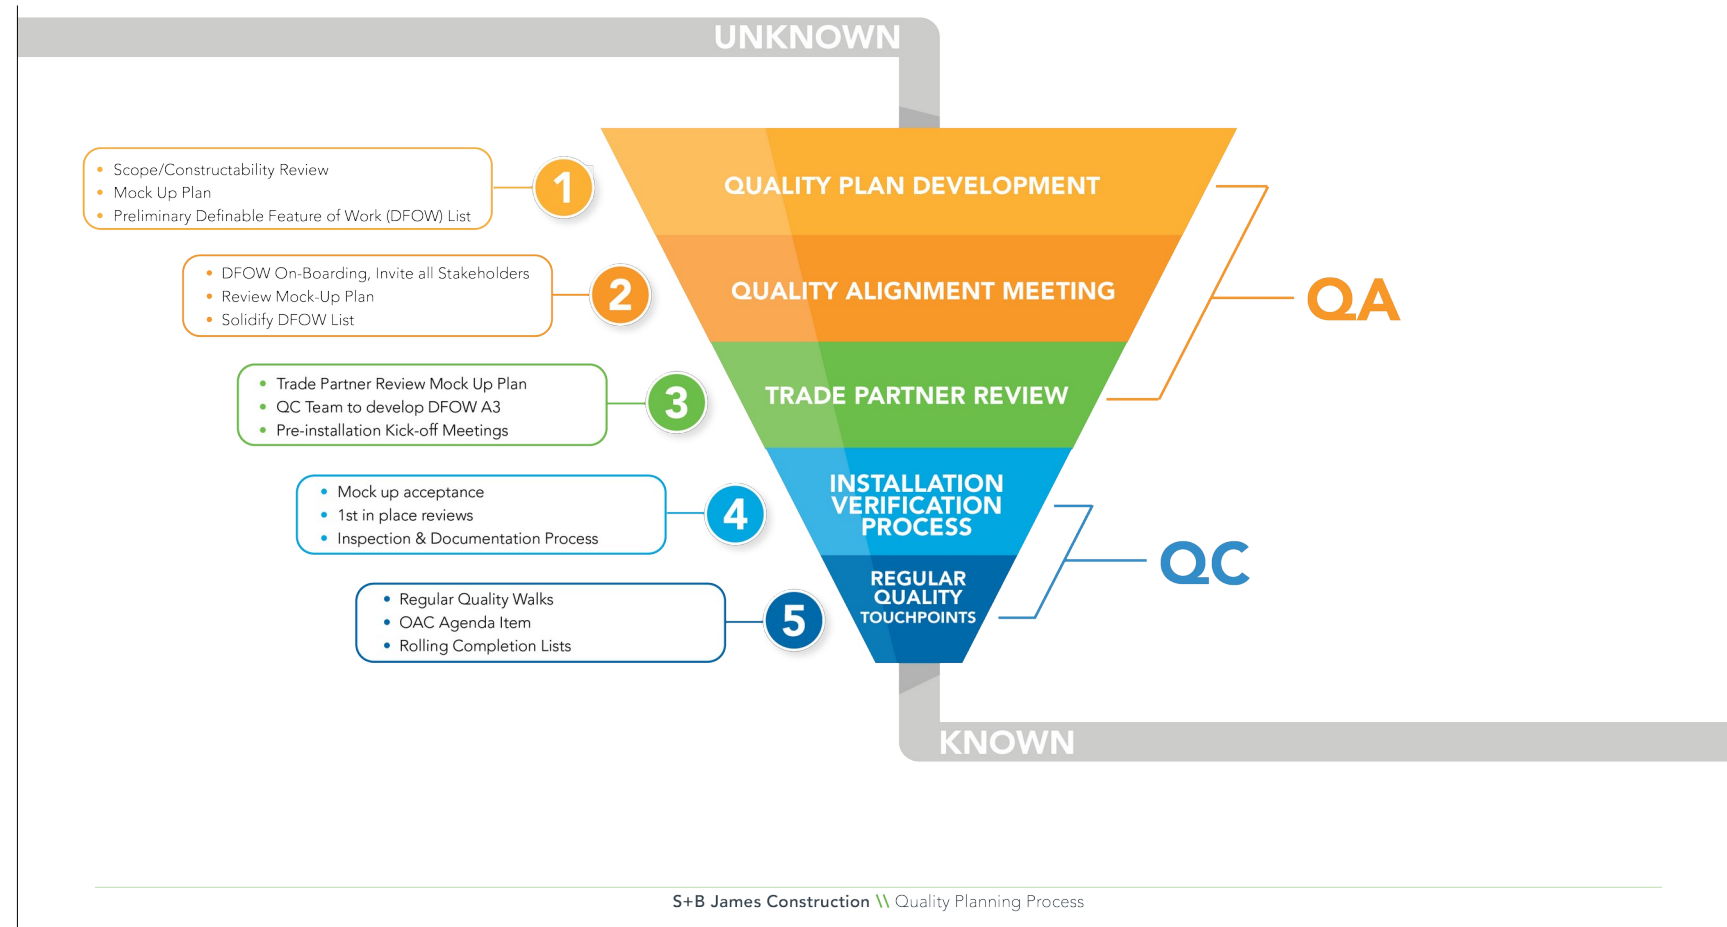 UNKNOWN
• Scope/Constructability Review
• Mock Up Plan
• Preliminary Definable Feature of Work (DFOW) List
1
QUALITY PLAN DEVELOPMENT
• DFOW On-Boarding, Invite all Stakeholders
• Review Mock-Up Plan
• Solidify DFOW List
2
QUALITY ALIGNMENT MEETING
QA
• Trade Partner Review Mock Up Plan
• QC Team to develop DFOW A3
• Pre-installation Kick-off Meetings
3
TRADE PARTNER REVIEW
• Mock up acceptance
• 1st in place reviews
• Inspection & Documentation Process
4
INSTALLATION
VERIFICATION
PROCESS
QC
• Regular Quality Walks
• OAC Agenda Item
• Rolling Completion Lists
5
REGULAR
QUALITY
TOUCHPOINTS
KNOWN
S+B James Construction \\ Quality Planning Process